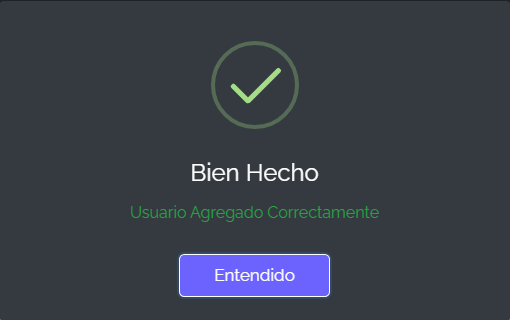 Bien Hecho
Usuario Agregado Correctamente
Entendido